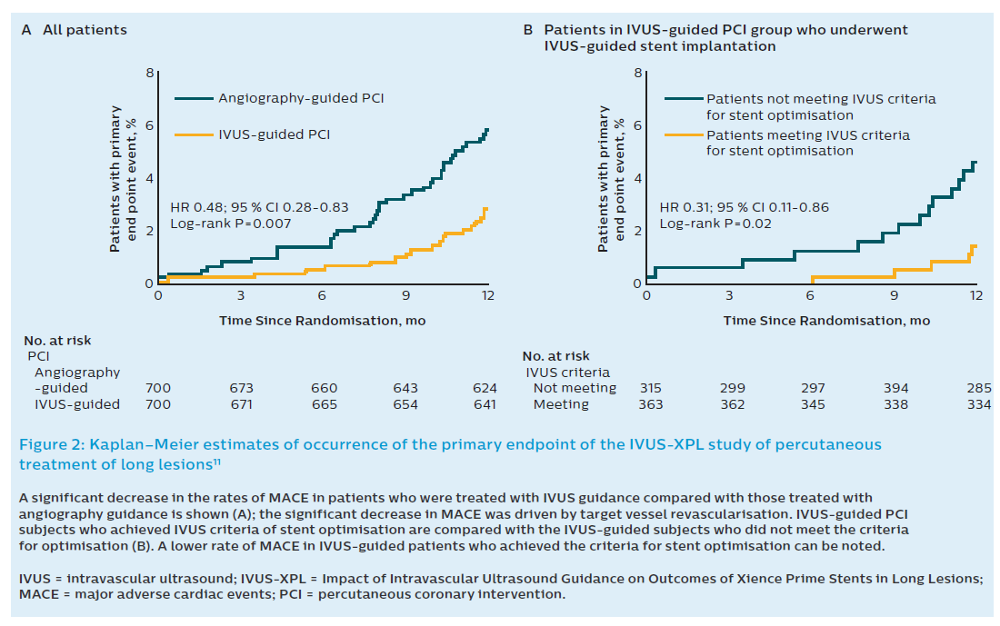 A All patients
8
6
4
2
0
Patients with primary
end point event, %
Angiography-guided PCI
IVUS-guided PCI
HR 0.48; 95 % CI 0.28-0.83
Log-rank P=0.007
0 3 6 9 12
Time Since Randomisation, mo
No. at risk
PCI
Angiography
-guided 700 673 660 643 624
IVUS-guided 700 671 665 654 641
B Patients in IVUS-guided PCI group who underwent
IVUS-guided stent implantation
8
6
4
2
0
Patients with primary
end point event, %
Patients not meeting IVUS criteria
for stent optimisation
Patients meeting IVUS criteria
for stent optimisation
HR 0.31; 95 % CI 0.11-0.86
Log-rank P=0.02
0 3 6 9 12
Time Since Randomisation, mo
No. at risk
IVUS criteria
Not meeting 315 299 297 394 285
Meeting 363 362 345 338 334
Figure 2: Kaplan–Meier estimates of occurrence of the primary endpoint of the IVUS-XPL study of percutaneous
treatment of long lesions¹¹
A significant decrease in the rates of MACE in patients who were treated with IVUS guidance compared with those treated with
angiography guidance is shown (A); the significant decrease in MACE was driven by target vessel revascularisation. IVUS-guided PCI
subjects who achieved IVUS criteria of stent optimisation are compared with the IVUS-guided subjects who did not meet the criteria
for optimisation (B). A lower rate of MACE in IVUS-guided patients who achieved the criteria for stent optimisation can be noted.
IVUS = intravascular ultrasound; IVUS-XPL = Impact of Intravascular Ultrasound Guidance on Outcomes of Xience Prime Stents in Long Lesions;
MACE = major adverse cardiac events; PCI = percutaneous coronary intervention.